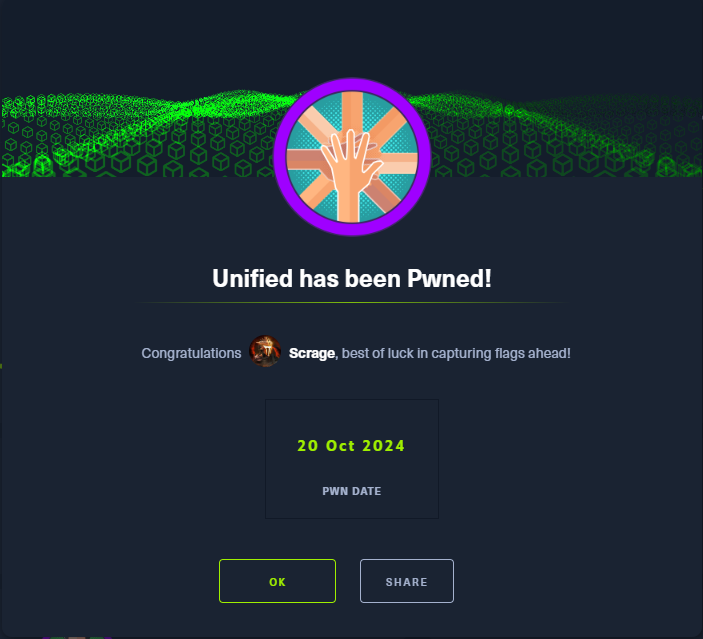 Unified has been Pwned!
Congratulations Scrage, best of luck in capturing flags ahead!
20 Oct 2024
PWN DATE
OK SHARE